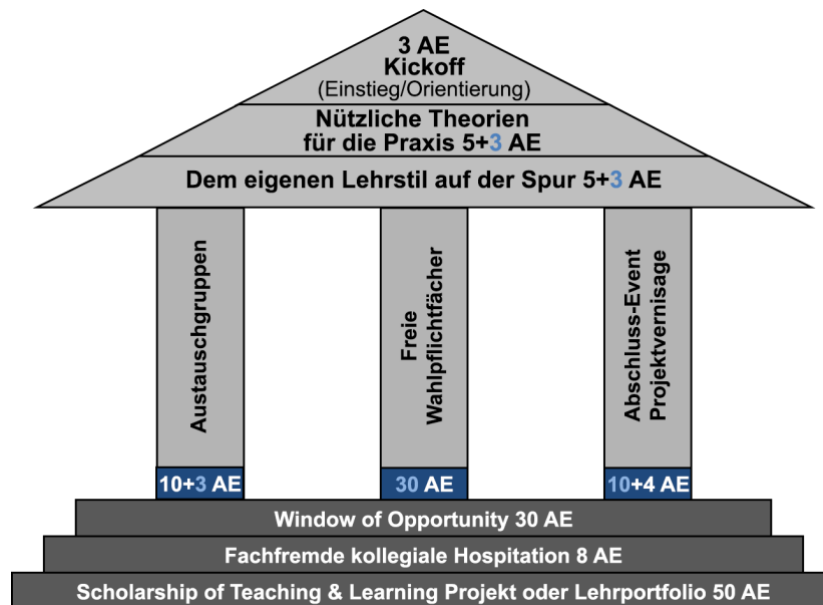 3 AE
Kickoff
(Einstieg/Orientierung)
Nützliche Theorien
für die Praxis 5+3 AE
Dem eigenen Lehrstil auf der Spur 5+3 AE
Austauschgruppen
Freie
Wahlpflichtfächer
Abschluss-Event
Projektvernisage
10+3 AE
30 AE
10+4 AE
Window of Opportunity 30 AE
Fachfremde kollegiale Hospitation 8 AE
Scholarship of Teaching & Learning Projekt oder Lehrportfolio 50 AE